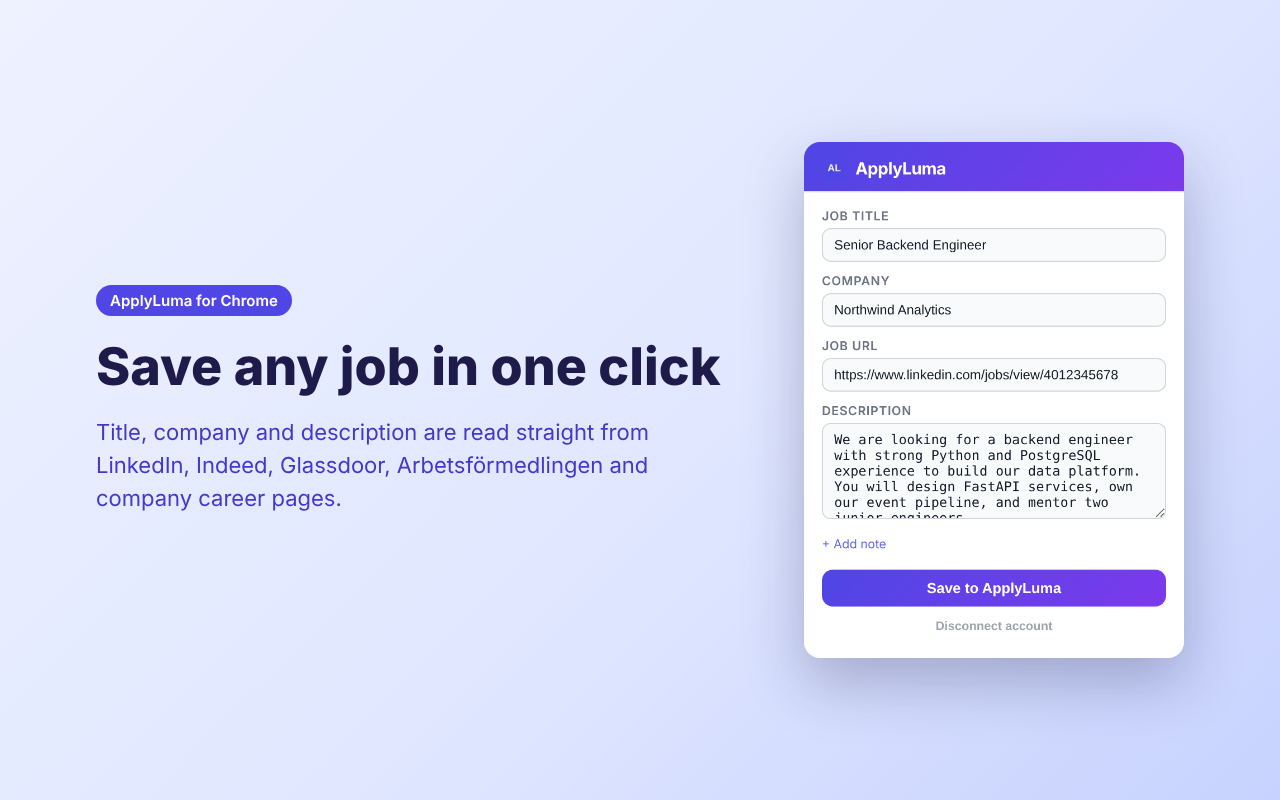 ApplyLuma for Chrome
Save any job in one click
Title, company and description are read straight from
LinkedIn, Indeed, Glassdoor, Arbetsförmedlingen and
company career pages.
AL ApplyLuma
JOB TITLE
Senior Backend Engineer
COMPANY
Northwind Analytics
JOB URL
https://www.linkedin.com/jobs/view/4012345678
DESCRIPTION
We are looking for a backend engineer
with strong Python and PostgreSQL
experience to build our data platform.
You will design FastAPI services, own
our event pipeline, and mentor two
junior engineers.
+ Add note
Save to ApplyLuma
Disconnect account